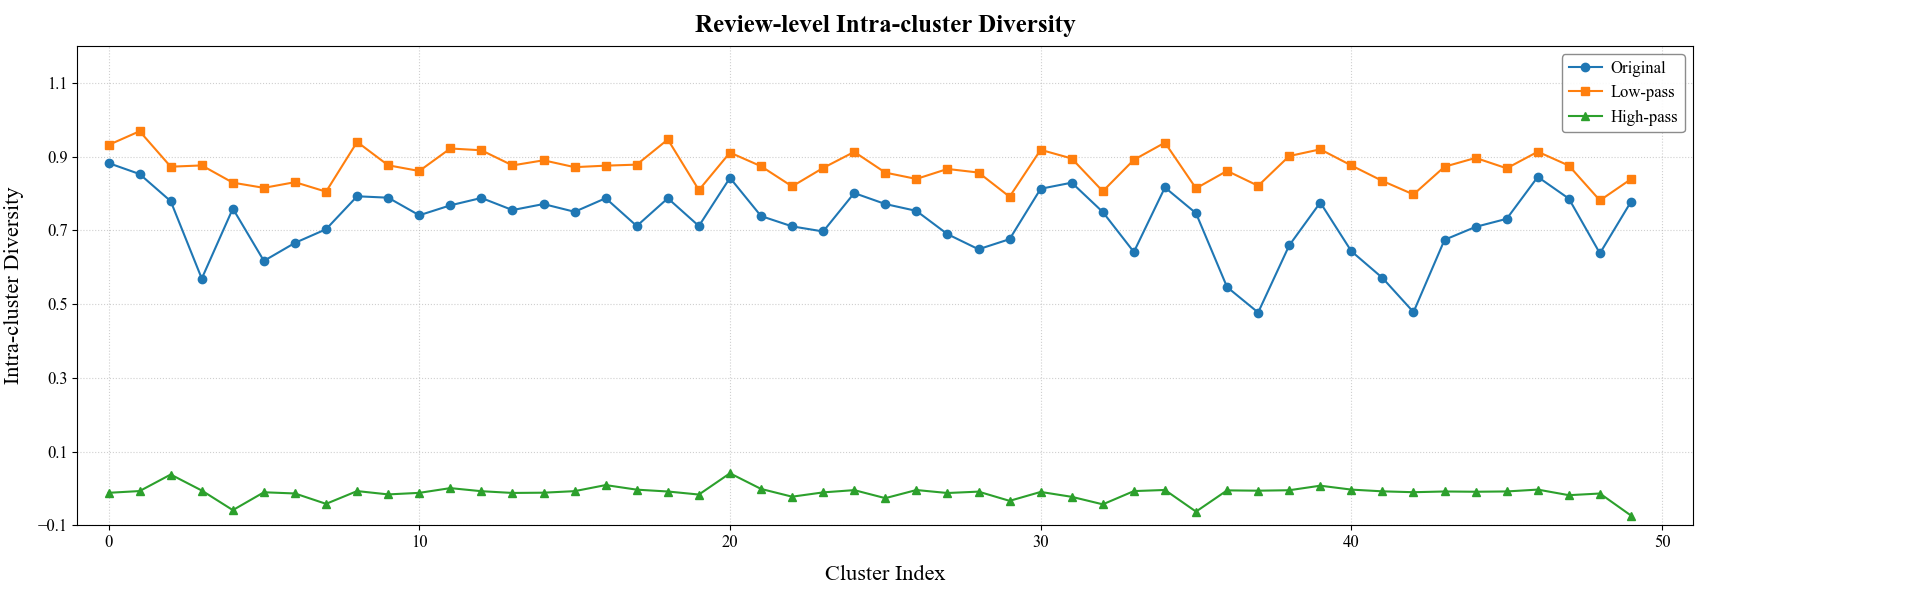 Review-level Intra-cluster Diversity
Intra-cluster Diversity
1.1
0.9
0.7
0.5
0.3
0.1
−0.1
Original
Low-pass
High-pass
0 10 20 30 40 50
Cluster Index